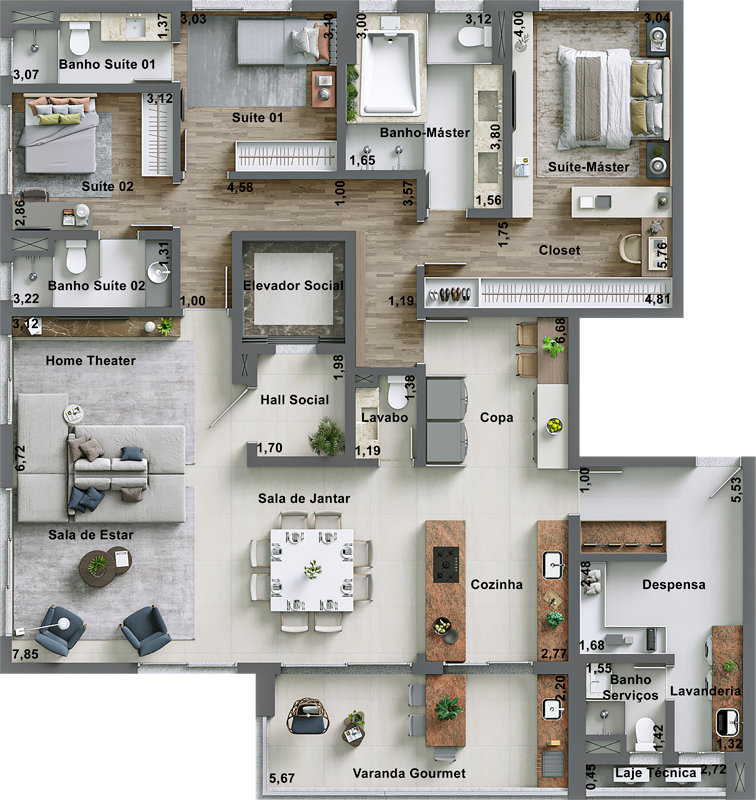 3,03
3,10
3,00
3,12
4,00
3,04
1,37
Banho Suíte 01
3,07
3,12
Suíte 01
Banho-Máster
3,80
1,65
Suíte-Máster
Suíte 02
4,58
1,00
3,57
1,56
2,86
1,75
Closet
5,76
1,31
Banho Suíte 02
3,22
Elevador Social
1,00
1,19
4,81
3,12
6,68
Home Theater
1,98
Hall Social
1,38
Lavabo
Copa
1,70
1,19
6,72
5,53
1,00
Sala de Jantar
Sala de Estar
2,48
Cozinha
Despensa
7,85
2,77
1,68
1,55
Banho
Serviços
Lavanderia
2,20
1,42
1,32
5,67
Varanda Gourmet
0,45
Laje Técnica
2,72